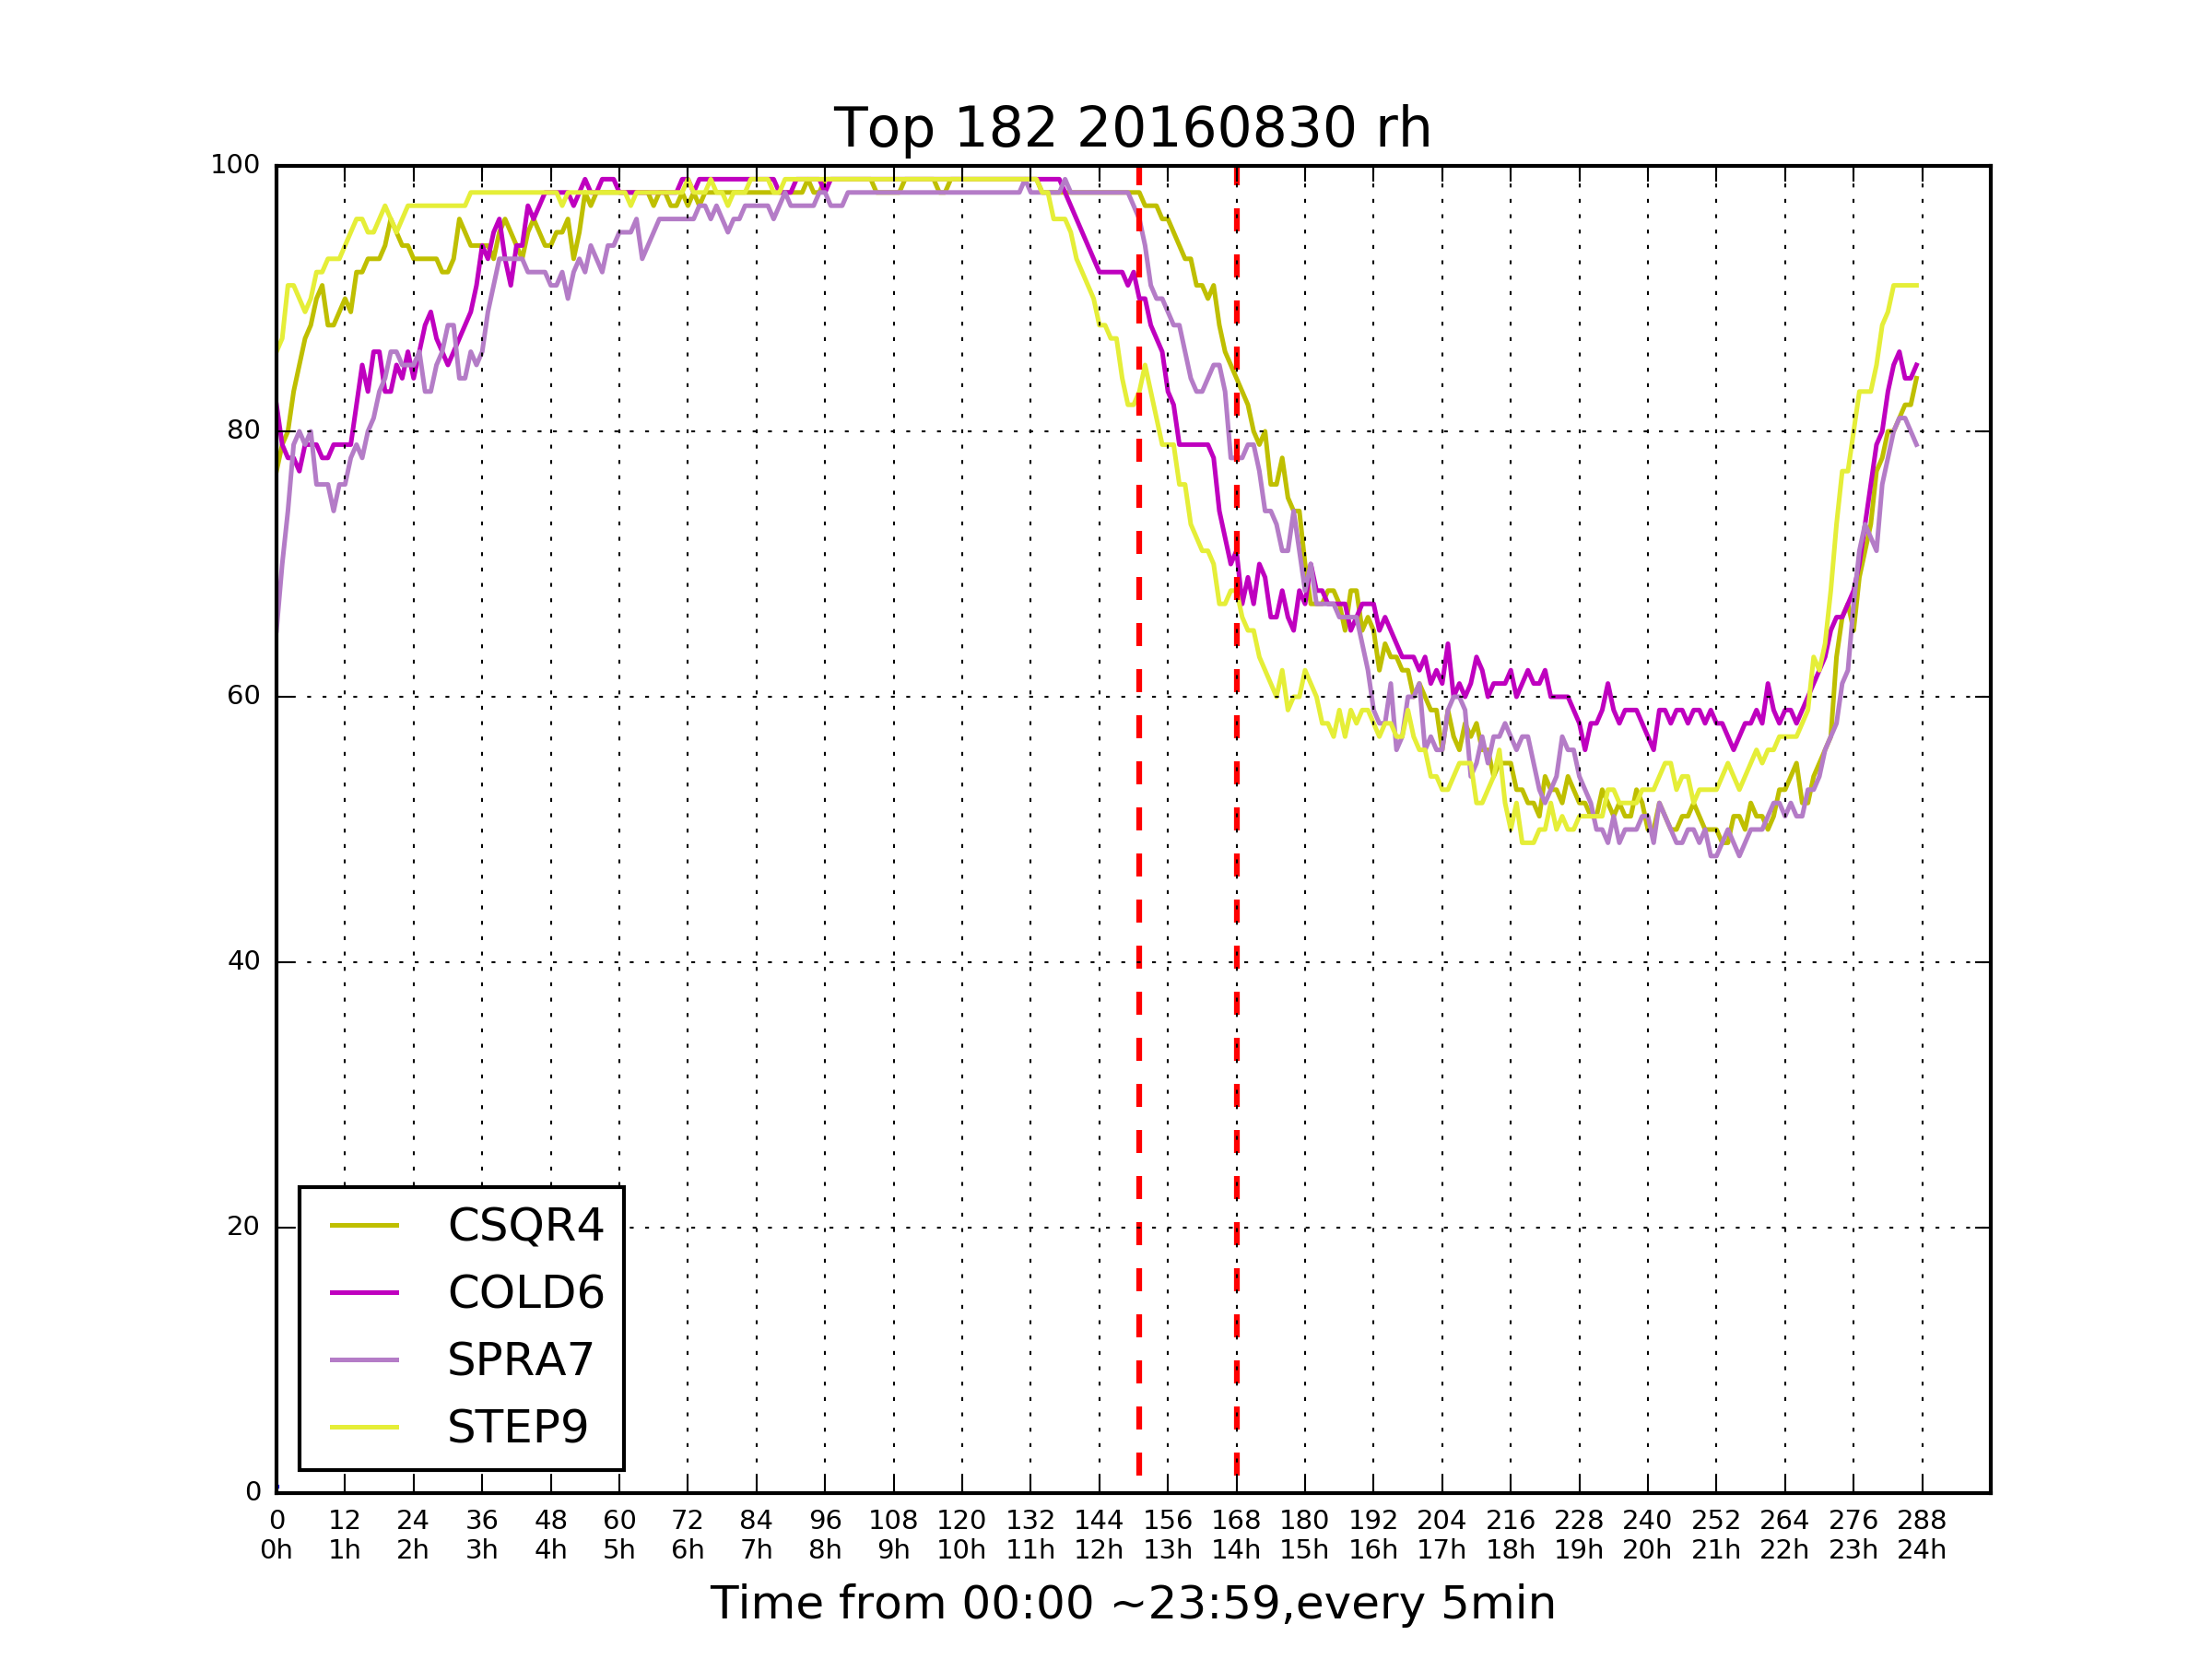 Top 182 20160830 rh
100
80
60
40
20
0
CSQR4
COLD6
SPRA7
STEP9
0 12 24 36 48 60 72 84 96 108 120 132 144 156 168 180 192 204 216 228 240 252 264 276 288
0h 1h 2h 3h 4h 5h 6h 7h 8h 9h 10h 11h 12h 13h 14h 15h 16h 17h 18h 19h 20h 21h 22h 23h 24h
Time from 00:00 ~23:59,every 5min